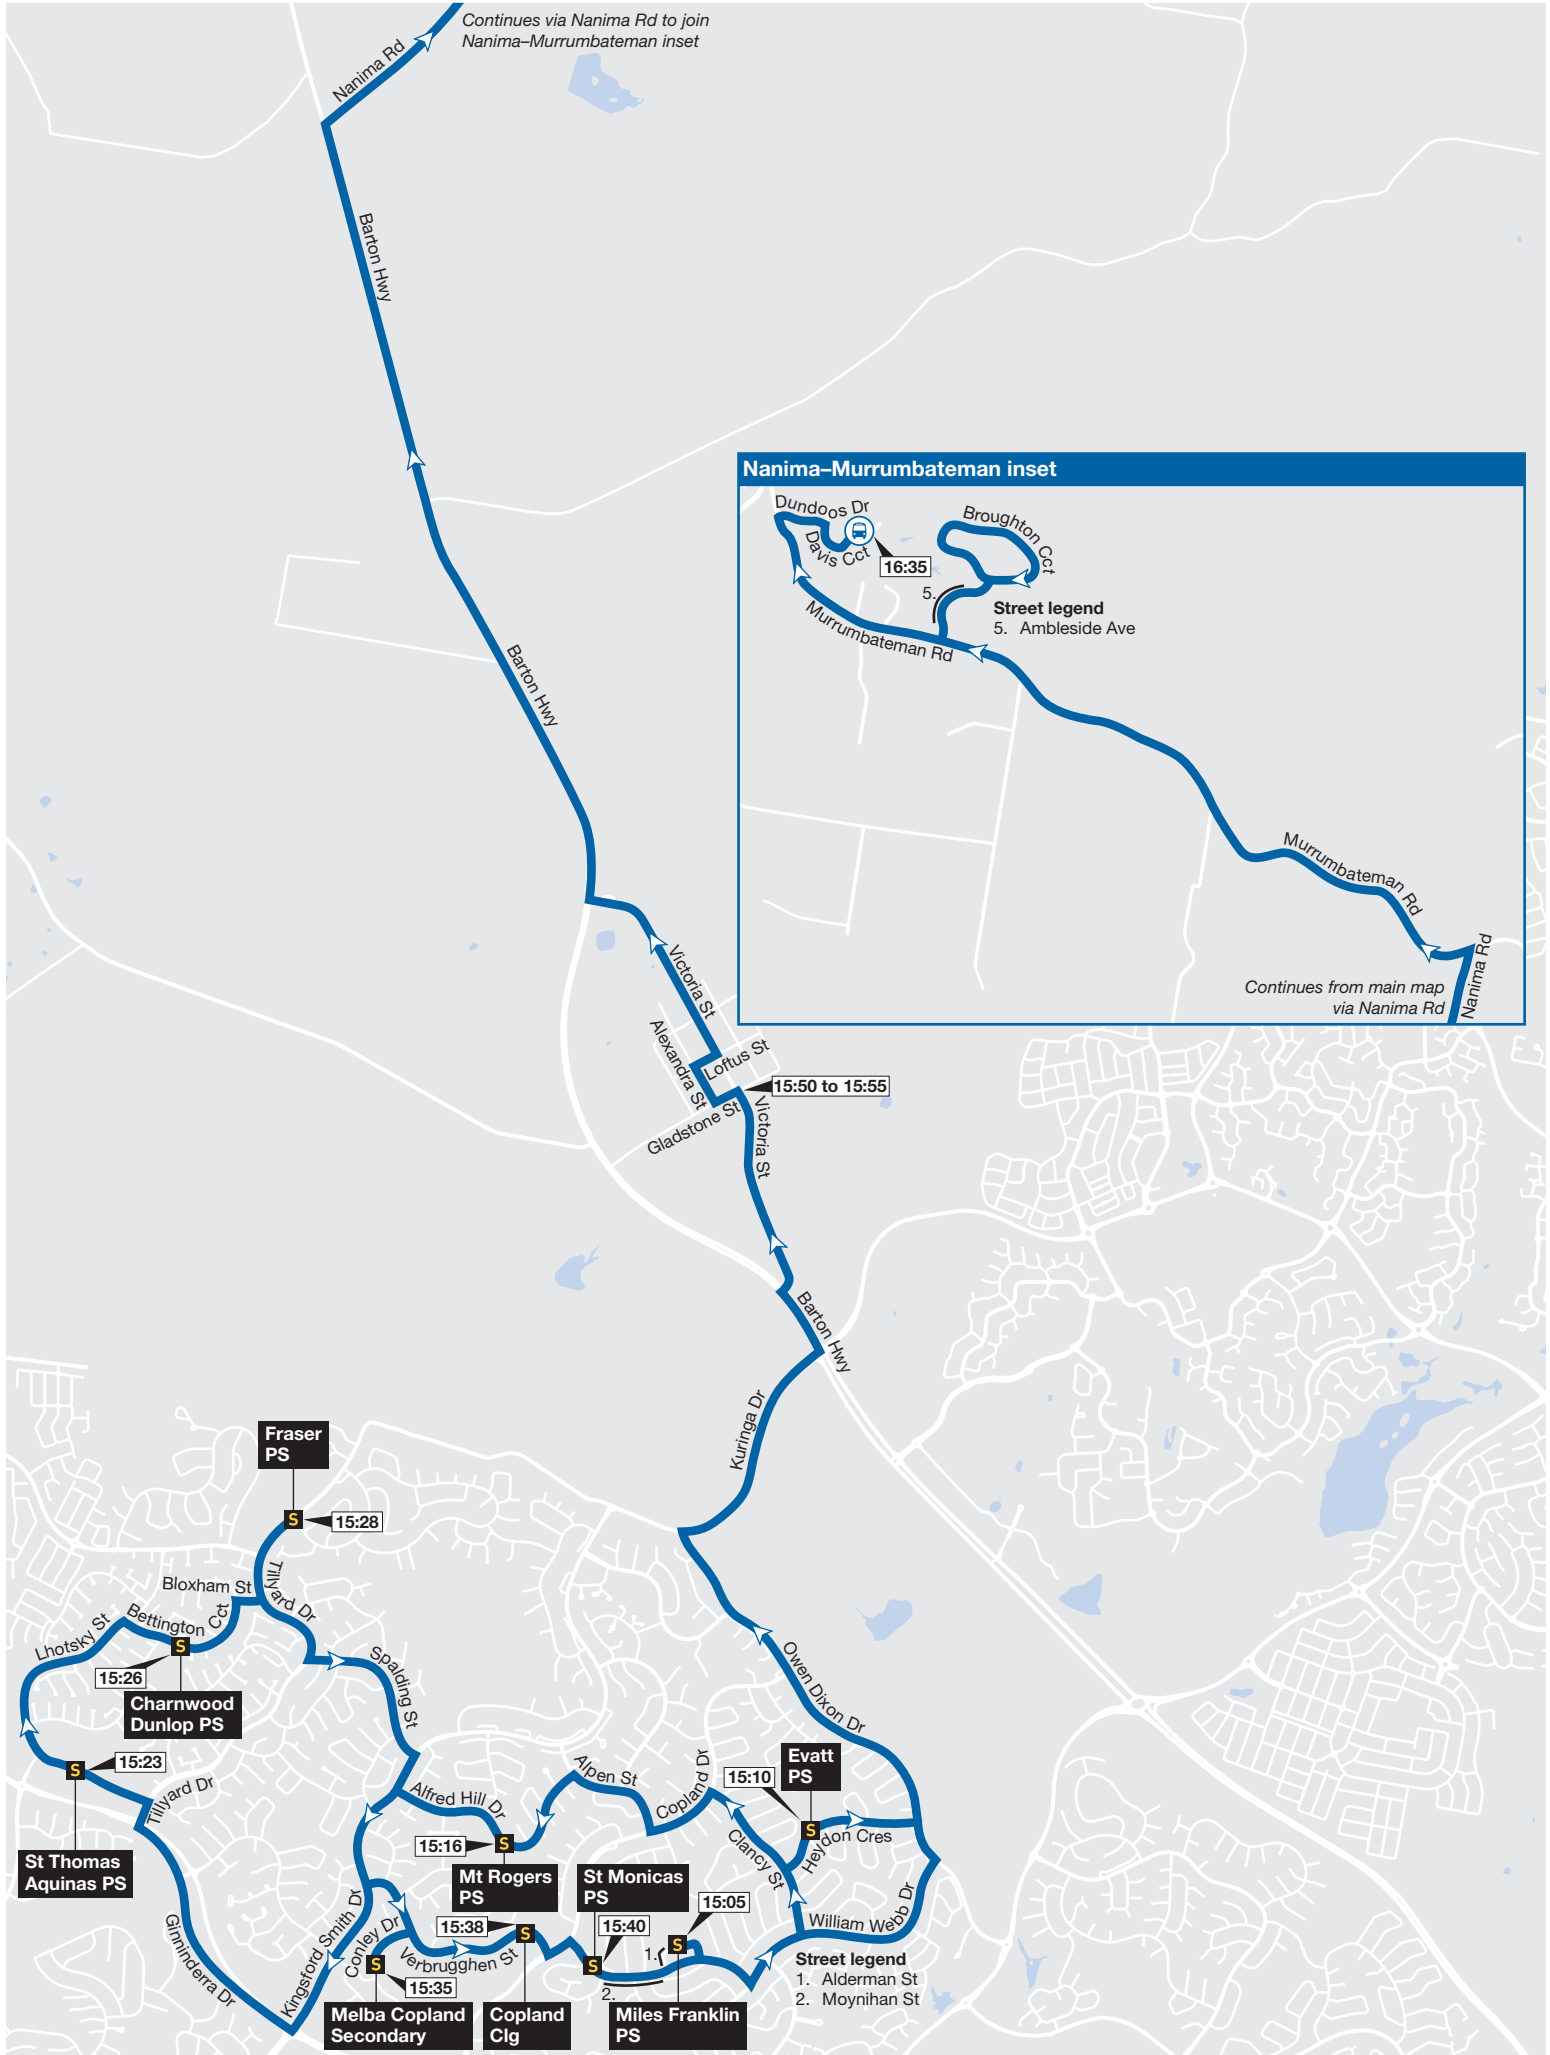 Continues via Nanima Rd to join
Nanima–Murrumbateman inset
Nanima Rd
Barton Hwy
Nanima–Murrumbateman inset
Dundoos Dr
Davis Cct
16:35
Broughton Cct
5.
Street legend
5. Ambleside Ave
Murrumbateman Rd
Barton Hwy
Murrumbateman Rd
Nanima Rd
Continues from main map
via Nanima Rd
Victoria St
Alexandra St
Loftus St
15:50 to 15:55
Gladstone St
Victoria St
Barton Hwy
Kuringa Dr
Fraser
PS
15:28
Tillyard Dr
Bloxham St
Bettington Cct
Lhotsky St
15:26
Charnwood
Dunlop PS
Spalding St
Owen Dixon Dr
15:23
Tillyard Dr
St Thomas
Aquinas PS
Alfred Hill Dr
Alpen St
Copland Dr
15:10
Evatt
PS
Heydon Cres
Clancy St
15:16
Mt Rogers
PS
St Monicas
PS
15:05
15:40
15:38
William Webb Dr
Ginninderra Dr
Kingsford Smith Dr
Conley Dr
Verbrugghen St
15:35
1.
2.
Street legend
1. Alderman St
2. Moynihan St
Melba Copland
Secondary
Copland
Clg
Miles Franklin
PS
S
S
S
S
S
S
S
S
S